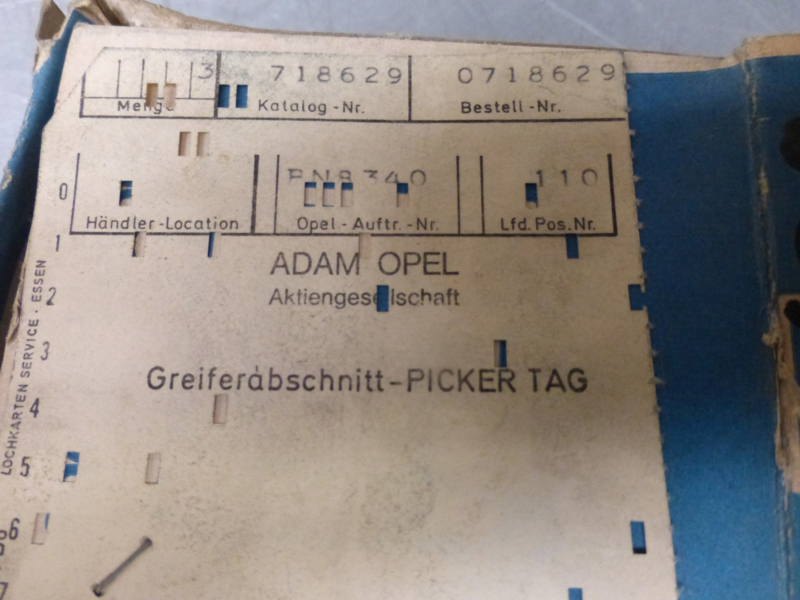 3 718629 0718629
Menge Katalog-Nr. Bestell-Nr.
BN8340 110
0
Händler-Location Opel.-Auftr.-Nr. Lfd.Pos.Nr.
1
ADAM OPEL
Aktiengesellschaft
2
3
Greiferabschnitt-PICKER TAG
4
5
6
7
LOCHKARTEN SERVICE · ESSEN